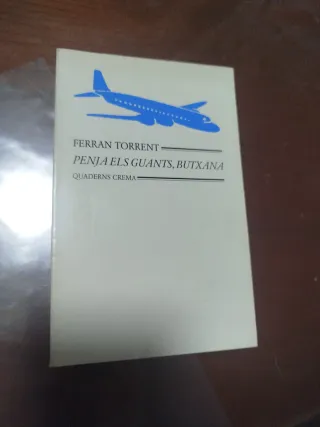 FERRAN TORRENT
PENJA ELS GUANTS, BUTXANA
QUADERNS CREMA